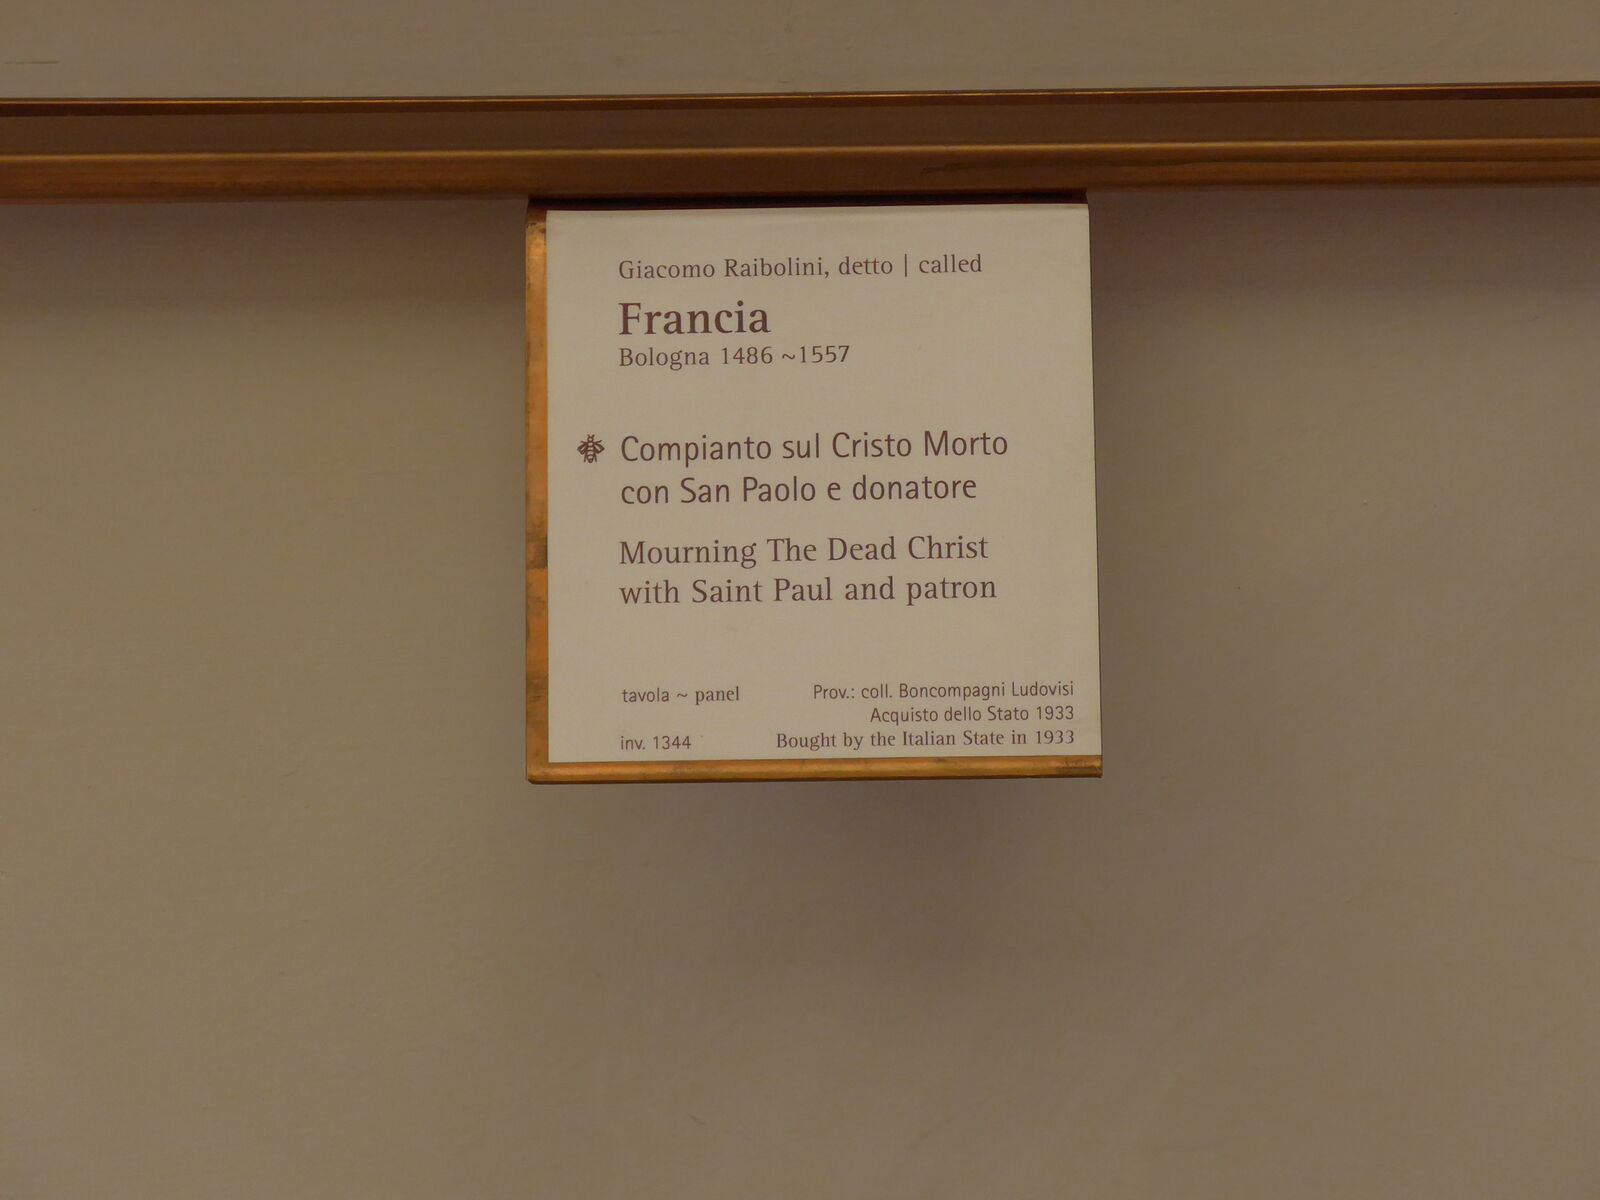 Giacomo Raibolini, detto | called
Francia
Bologna 1486 ~1557
Compianto sul Cristo Morto
con San Paolo e donatore
Mourning The Dead Christ
with Saint Paul and patron
tavola ~ panel
inv. 1344
Prov.: coll. Boncompagni Ludovisi
Acquisto dello Stato 1933
Bought by the Italian State in 1933